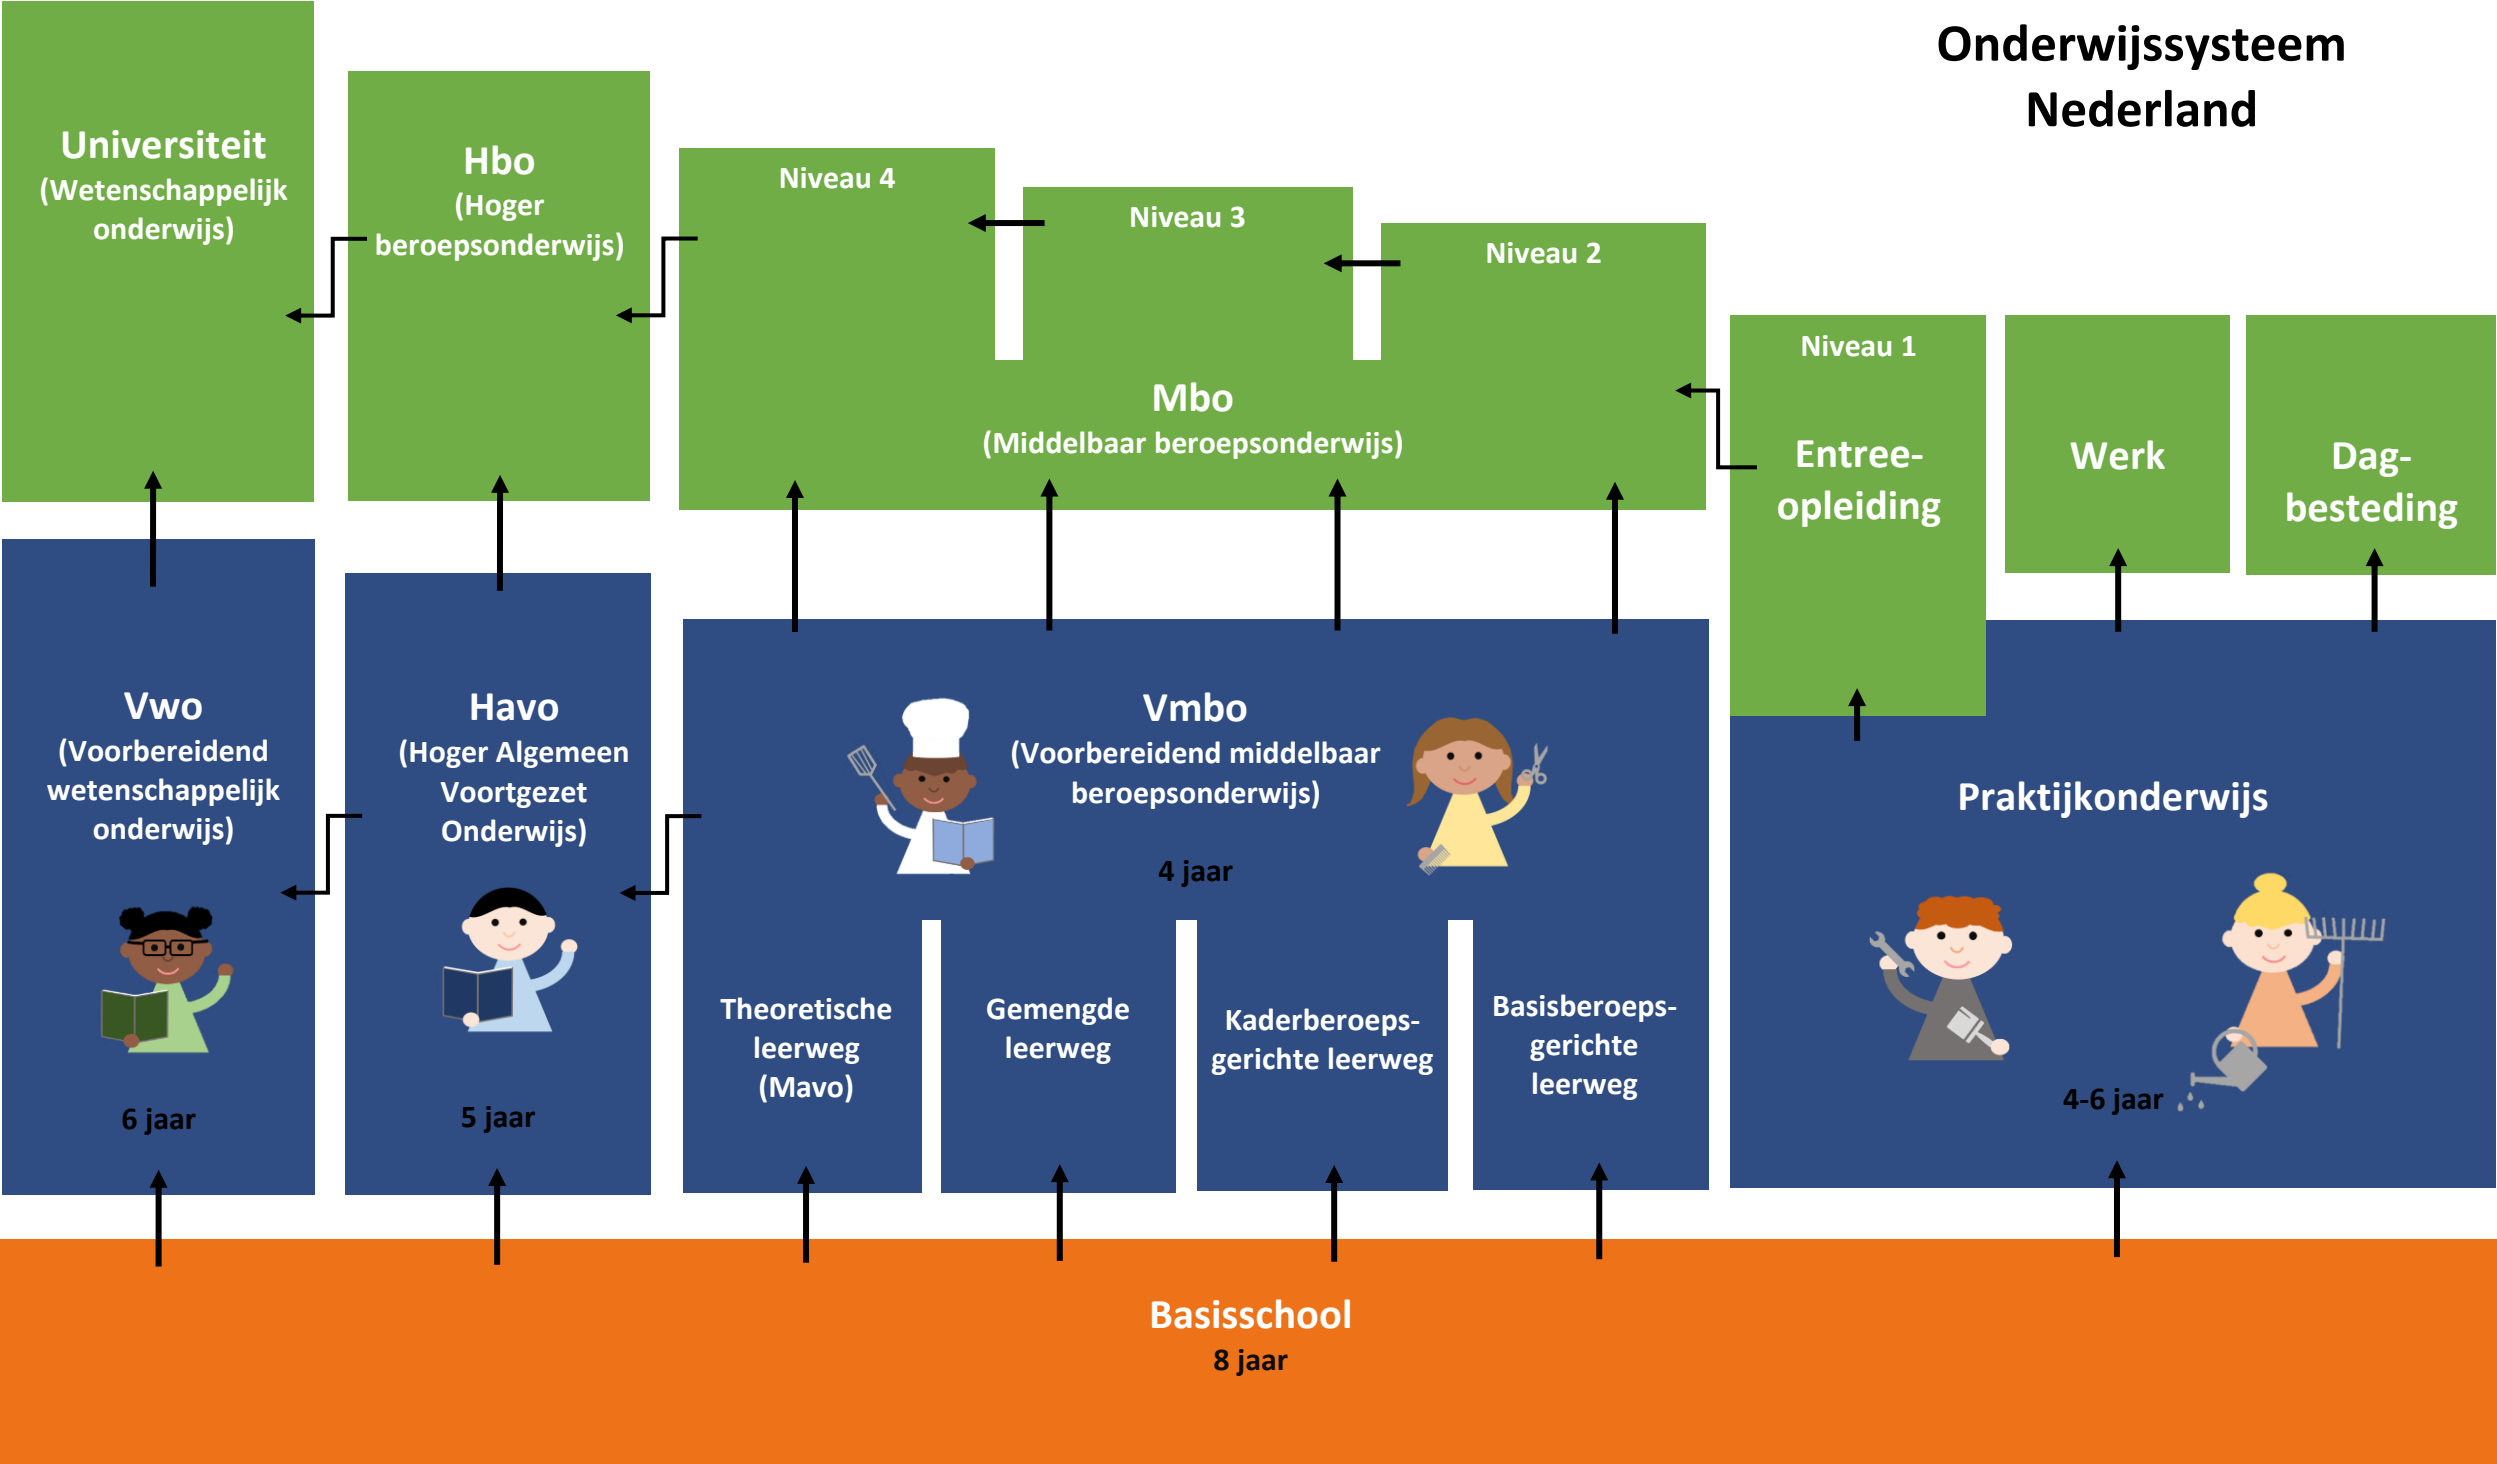 Onderwijssysteem
Nederland
Universiteit
(Wetenschappelijk
onderwijs)
Hbo
(Hoger
beroepsonderwijs)
Niveau 4
Niveau 3
Niveau 2
Mbo
(Middelbaar beroepsonderwijs)
Niveau 1
Entree-
opleiding
Werk
Dag-
besteding
Vwo
(Voorbereidend
wetenschappelijk
onderwijs)
6 jaar
Havo
(Hoger Algemeen
Voortgezet
Onderwijs)
5 jaar
Vmbo
(Voorbereidend middelbaar
beroepsonderwijs)
4 jaar
Theoretische
leerweg
(Mavo)
Gemengde
leerweg
Kaderberoeps-
gerichte leerweg
Basisberoeps-
gerichte
leerweg
Praktijkonderwijs
4-6 jaar
Basisschool
8 jaar